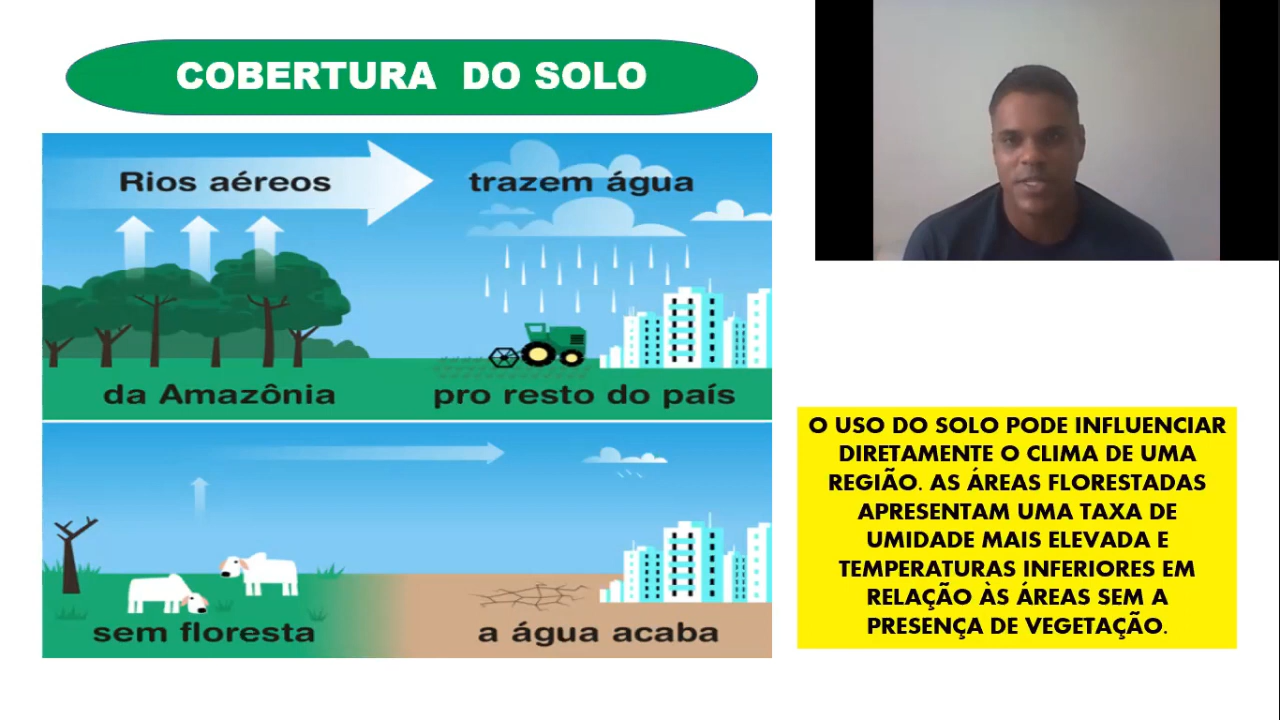 COBERTURA DO SOLO
Rios aéreos
trazem água
da Amazônia
pro resto do país
sem floresta
a água acaba
O USO DO SOLO PODE INFLUENCIAR
DIRETAMENTE O CLIMA DE UMA
REGIÃO. AS ÁREAS FLORESTADAS
APRESENTAM UMA TAXA DE
UMIDADE MAIS ELEVADA E
TEMPERATURAS INFERIORES EM
RELAÇÃO ÀS ÁREAS SEM A
PRESENÇA DE VEGETAÇÃO.